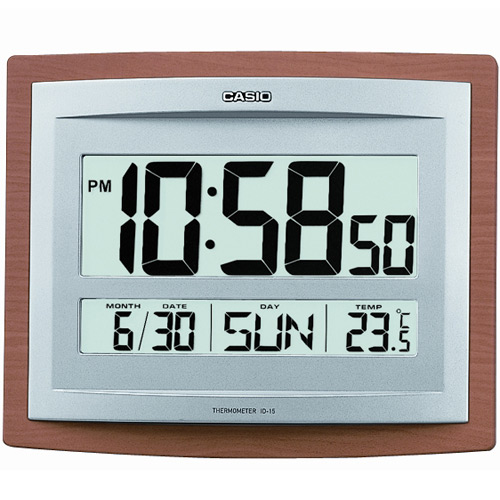 CASIO
PM 10:58 50
MONTH DATE DAY TEMP
6/30 SUN 23.5 °C
THERMOMETER ID-15